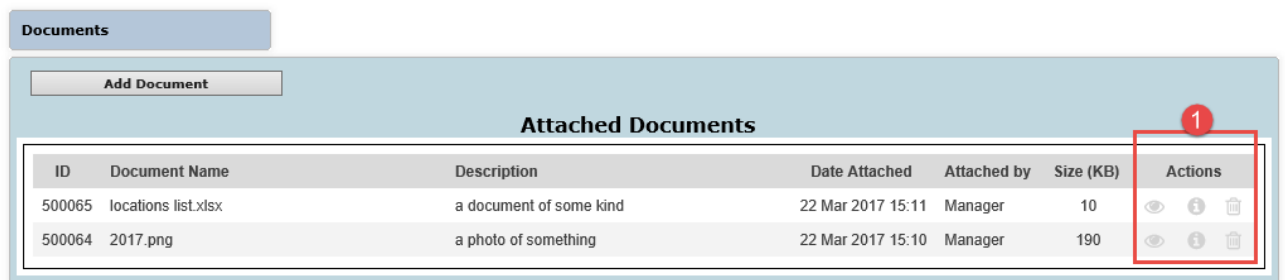 Documents
Add Document
Attached Documents
1
ID Document Name Description Date Attached Attached by Size (KB) Actions
500065 locations list.xlsx a document of some kind 22 Mar 2017 15:11 Manager 10
500064 2017.png a photo of something 22 Mar 2017 15:10 Manager 190